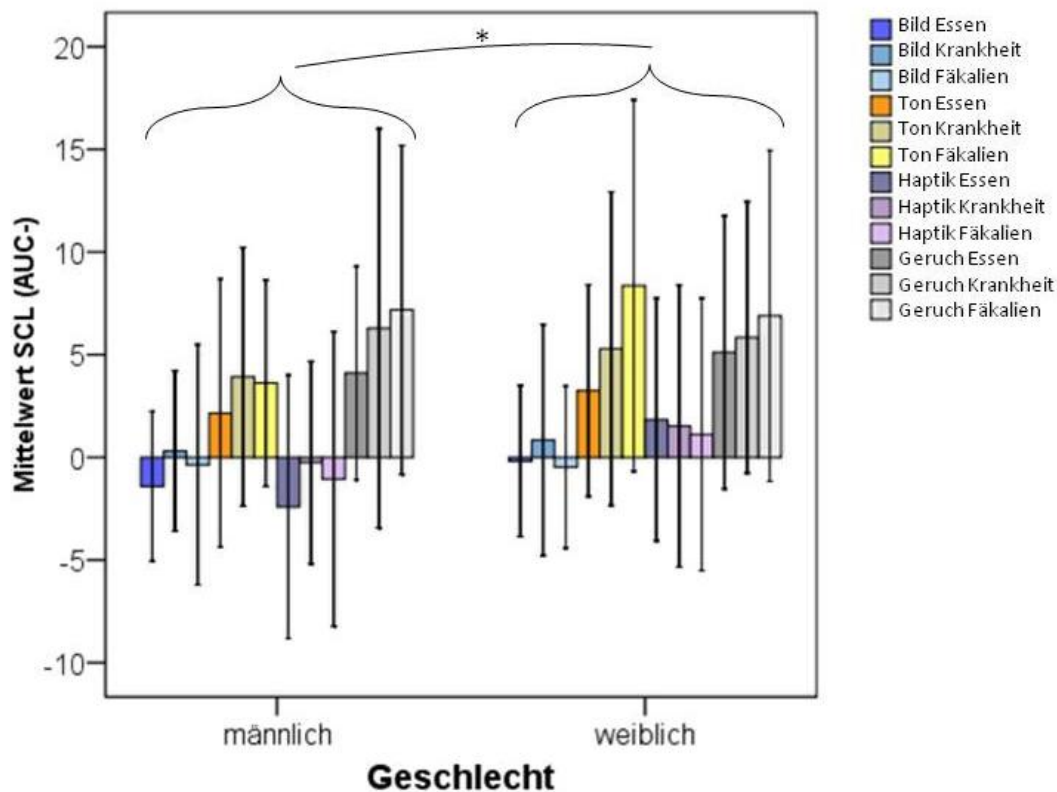 *
20
15
10
5
0
-5
-10
Mittelwert SCL (AUC-)
männlich
weiblich
Geschlecht
Bild Essen
Bild Krankheit
Bild Fäkalien
Ton Essen
Ton Krankheit
Ton Fäkalien
Haptik Essen
Haptik Krankheit
Haptik Fäkalien
Geruch Essen
Geruch Krankheit
Geruch Fäkalien